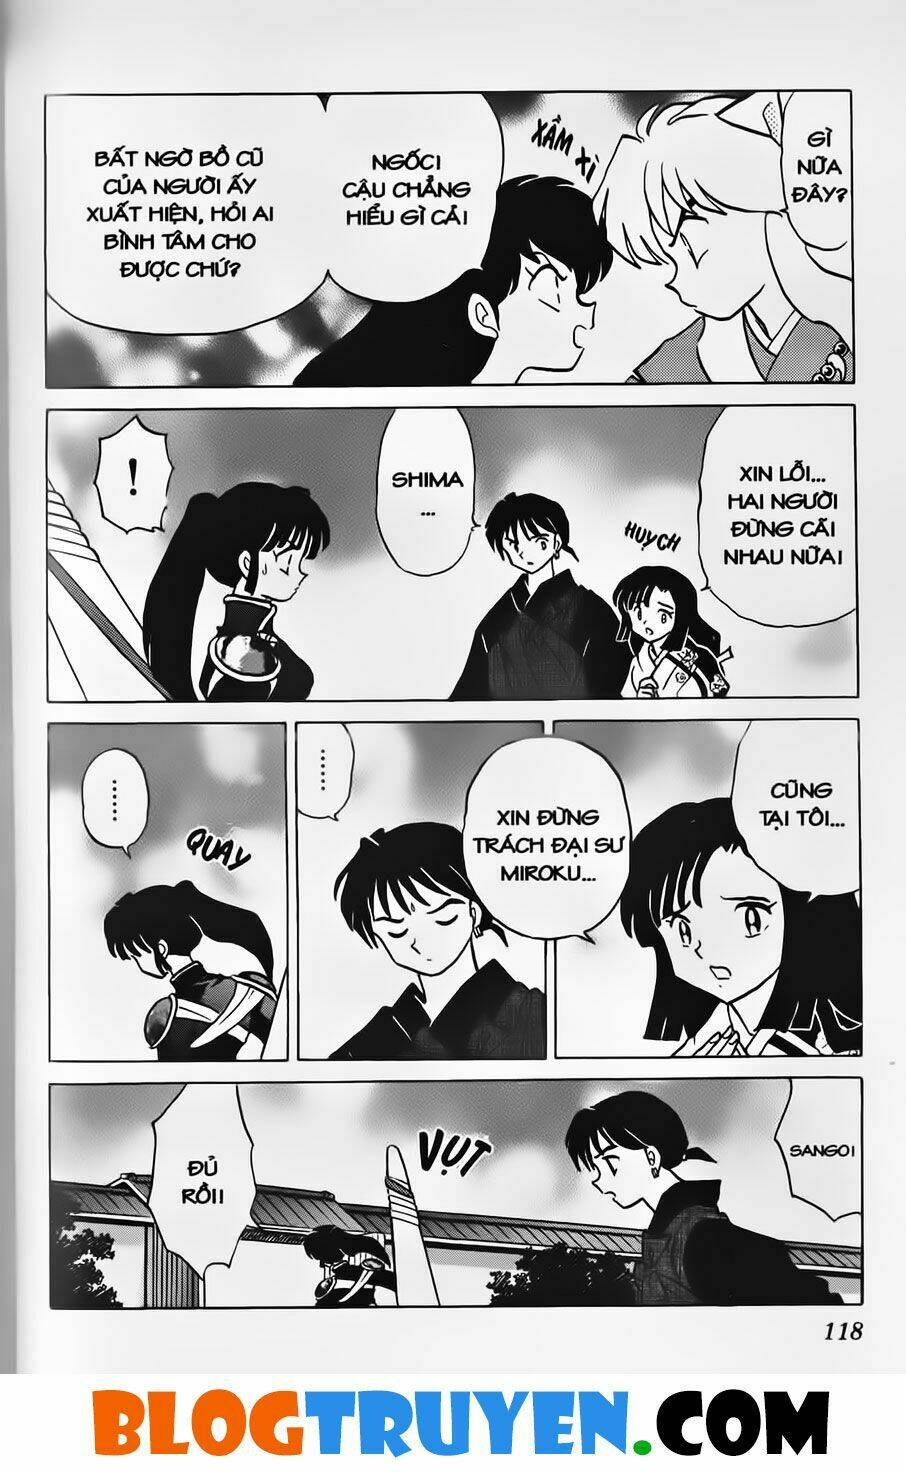 GÌ
NỮA
ĐÂY?
XẦM XÌ
NGỐC!
CẬU CHẲNG
HIỂU GÌ CẢ!
BẤT NGỜ BỒ CŨ
CỦA NGƯỜI ẤY
XUẤT HIỆN, HỎI AI
BÌNH TÂM CHO
ĐƯỢC CHỨ?
XIN LỖI...
HAI NGƯỜI
ĐỪNG CÃI
NHAU NỮA!
HUỴCH
SHIMA
...
!
CŨNG
TẠI TÔI...
XIN ĐỪNG
TRÁCH ĐẠI SƯ
MIROKU...
......
......
QUAY
SANGO!
VỤT
ĐỦ
RỒI!
118
BLOGTRUYEN.COM